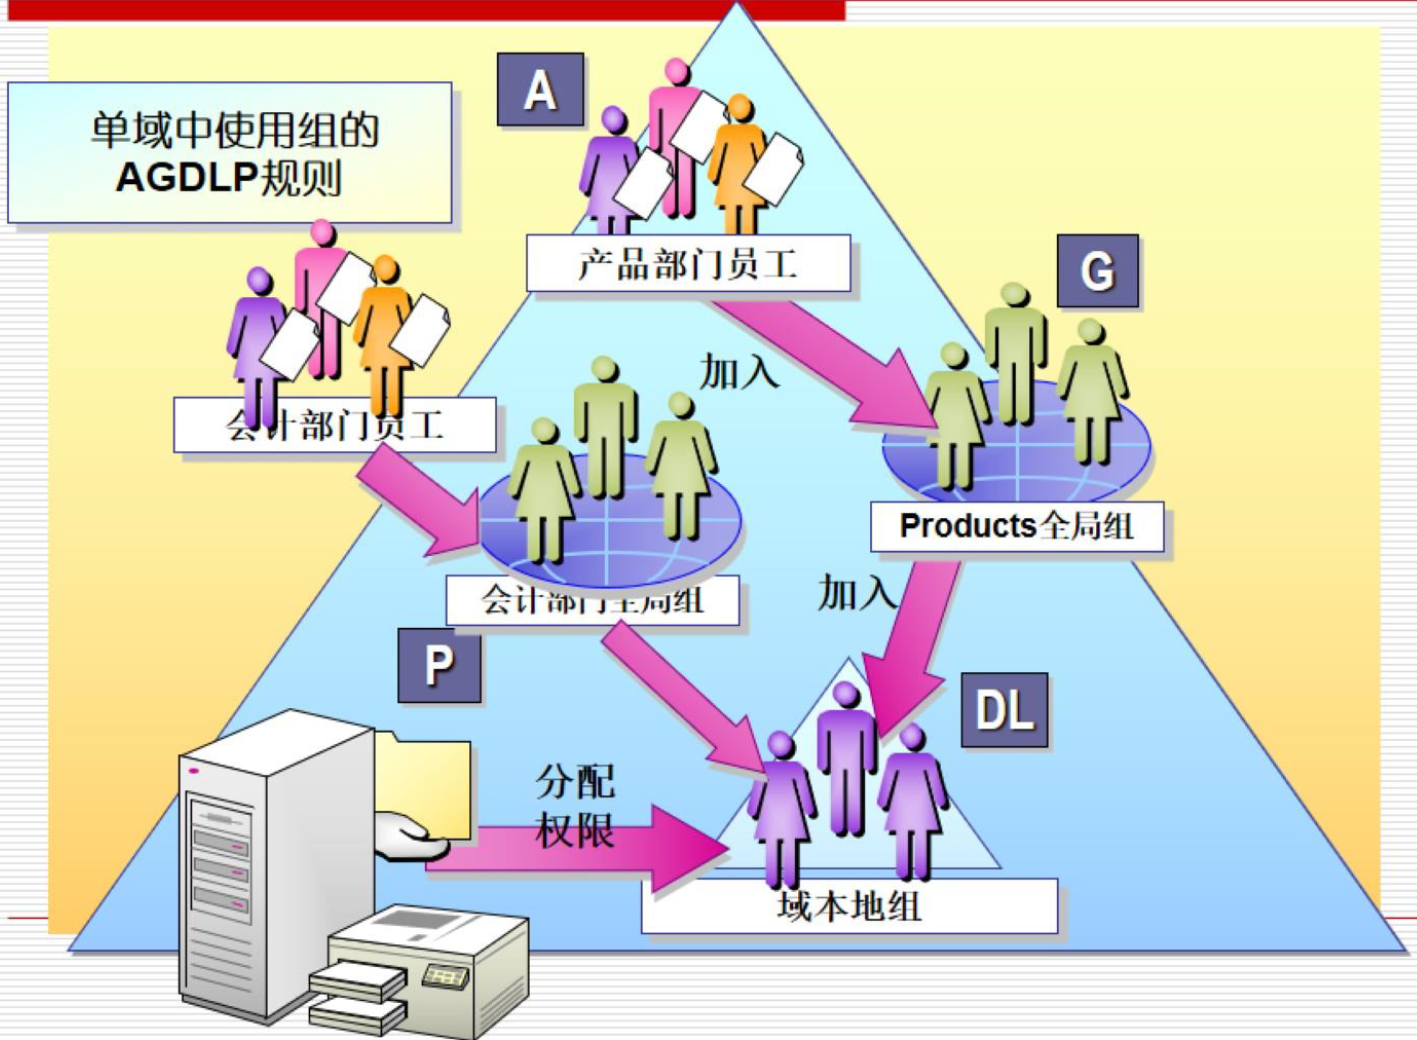 A
单域中使用组的
AGDLP规则
产品部门员工
G
加入
会计部门员工
Products全局组
加入
会计部门全局组
P
DL
分配
权限
域本地组